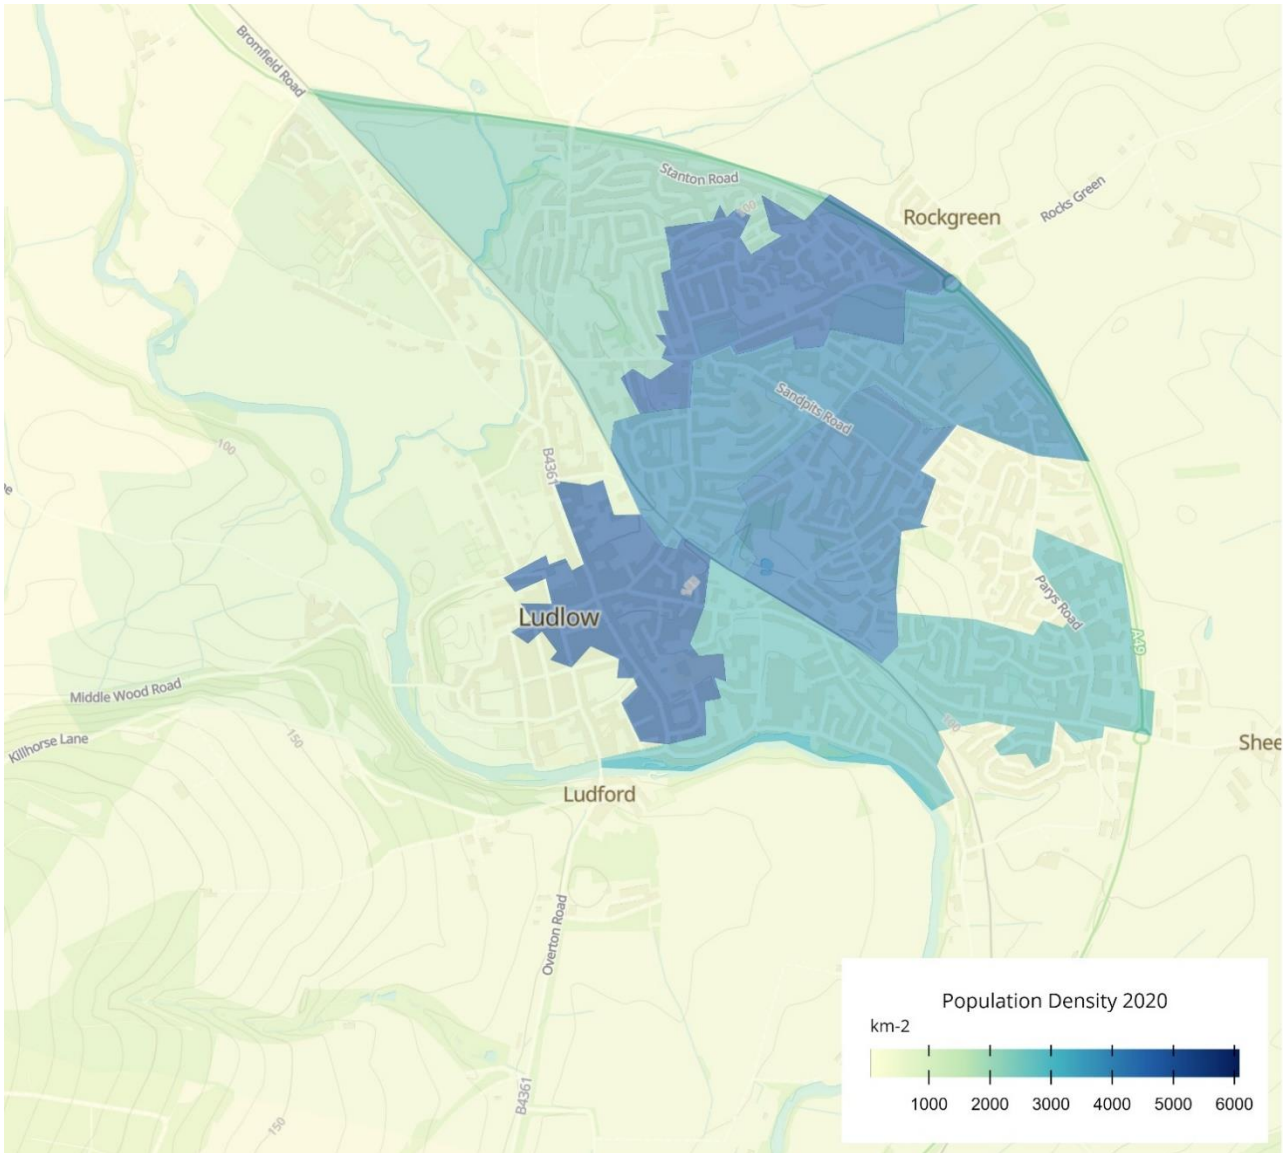 Bromfield Road
Stanton Road
100
Rockgreen
Rocks Green
Sandpits Road
100
B4361
Ludlow
Parys Road
A49
Middle Wood Road
Killhorse Lane
150
100
Shee
Ludford
Overton Road
B4361
150
Population Density 2020
km-2
1000 2000 3000 4000 5000 6000